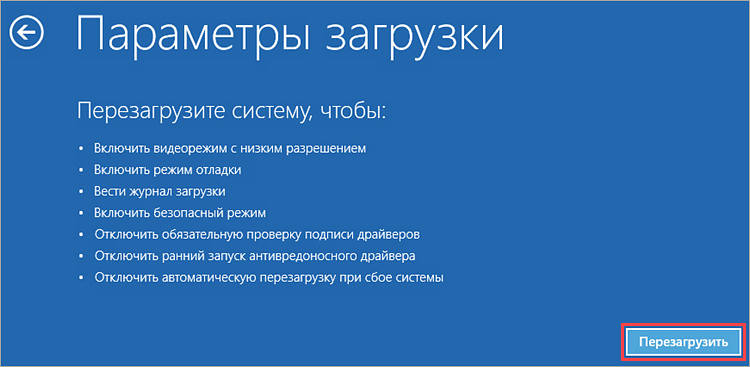 Параметры загрузки
Перезагрузите систему, чтобы:
• Включить видеорежим с низким разрешением
• Включить режим отладки
• Вести журнал загрузки
• Включить безопасный режим
• Отключить обязательную проверку подписи драйверов
• Отключить ранний запуск антивредоносного драйвера
• Отключить автоматическую перезагрузку при сбое системы
Перезагрузить